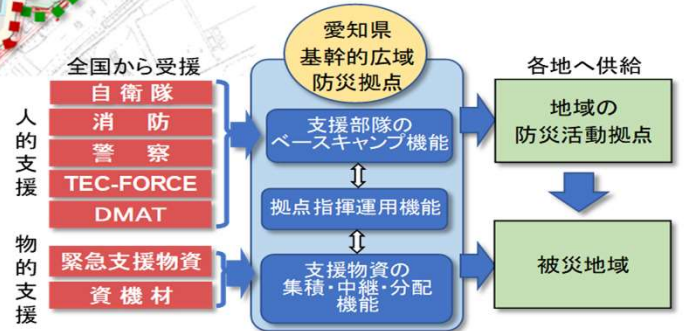 愛知県
基幹的広域
防災拠点
全国から受援
人的支援
自衛隊
消防
警察
TEC-FORCE
DMAT
物的支援
緊急支援物資
資機材
支援部隊の
ベースキャンプ機能
拠点指揮運用機能
支援物資の
集積・中継・分配
機能
各地へ供給
地域の
防災活動拠点
被災地域